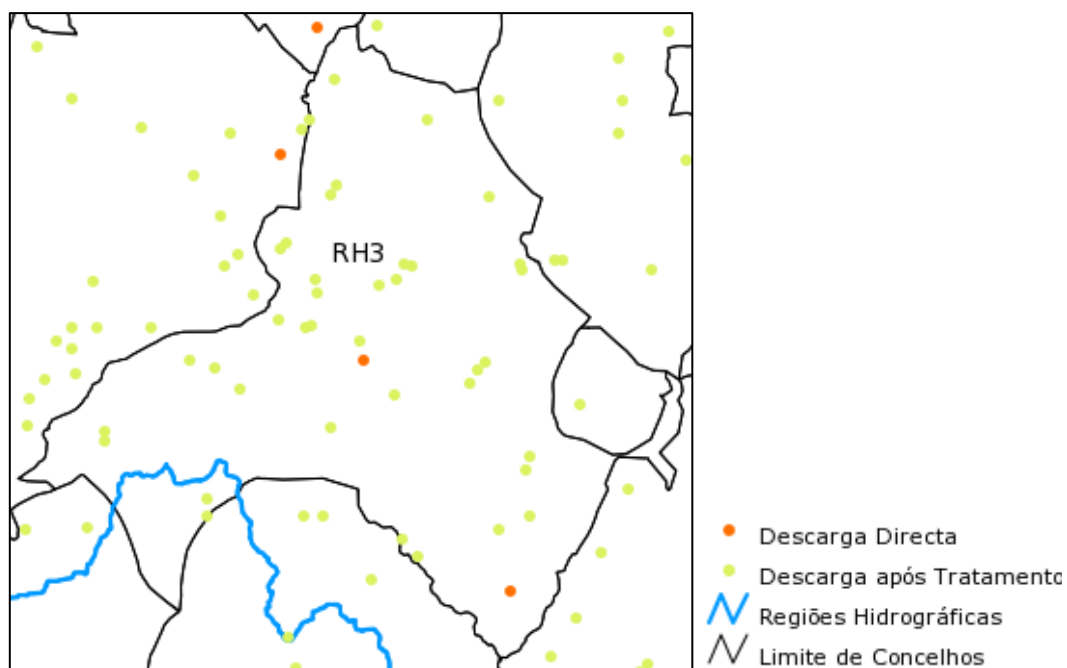 RH3
Descarga Directa
Descarga após Tratamento
Regiões Hidrográficas
Limite de Concelhos